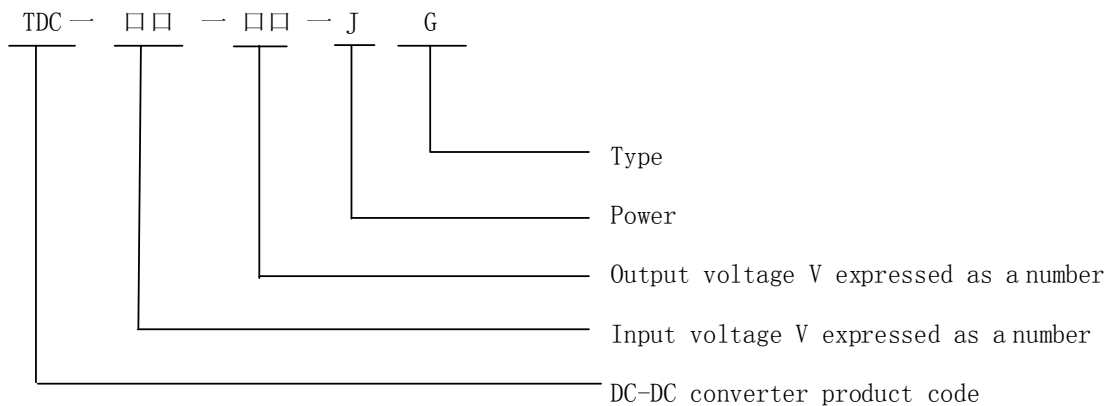 TDC一 口口 一 口口 一 J G
Type
Power
Output voltage V expressed as a number
Input voltage V expressed as a number
DC-DC converter product code